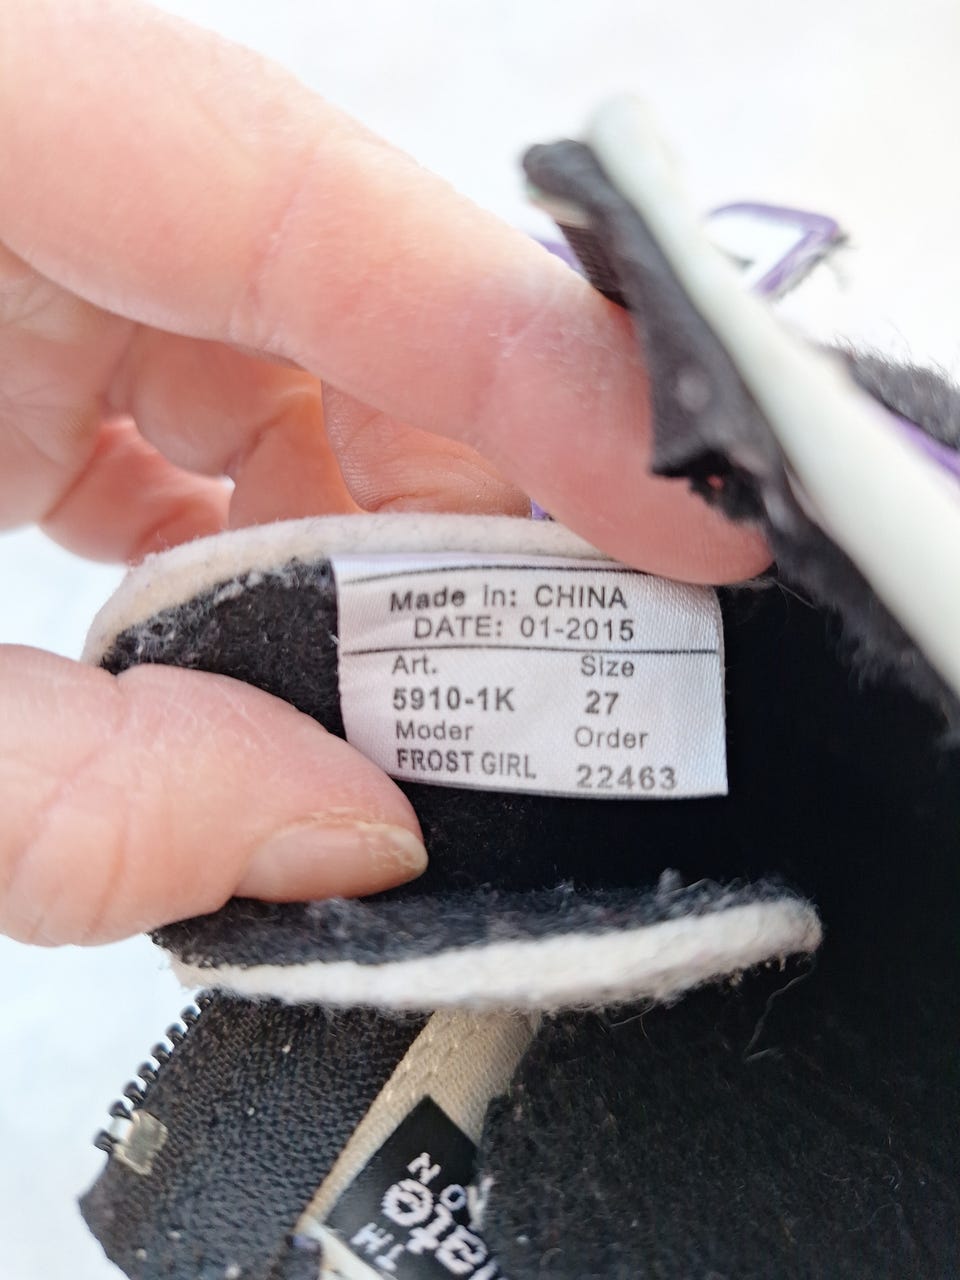 Made in: CHINA
DATE: 01-2015
Art. Size
5910-1K 27
Moder Order
FROST GIRL 22463